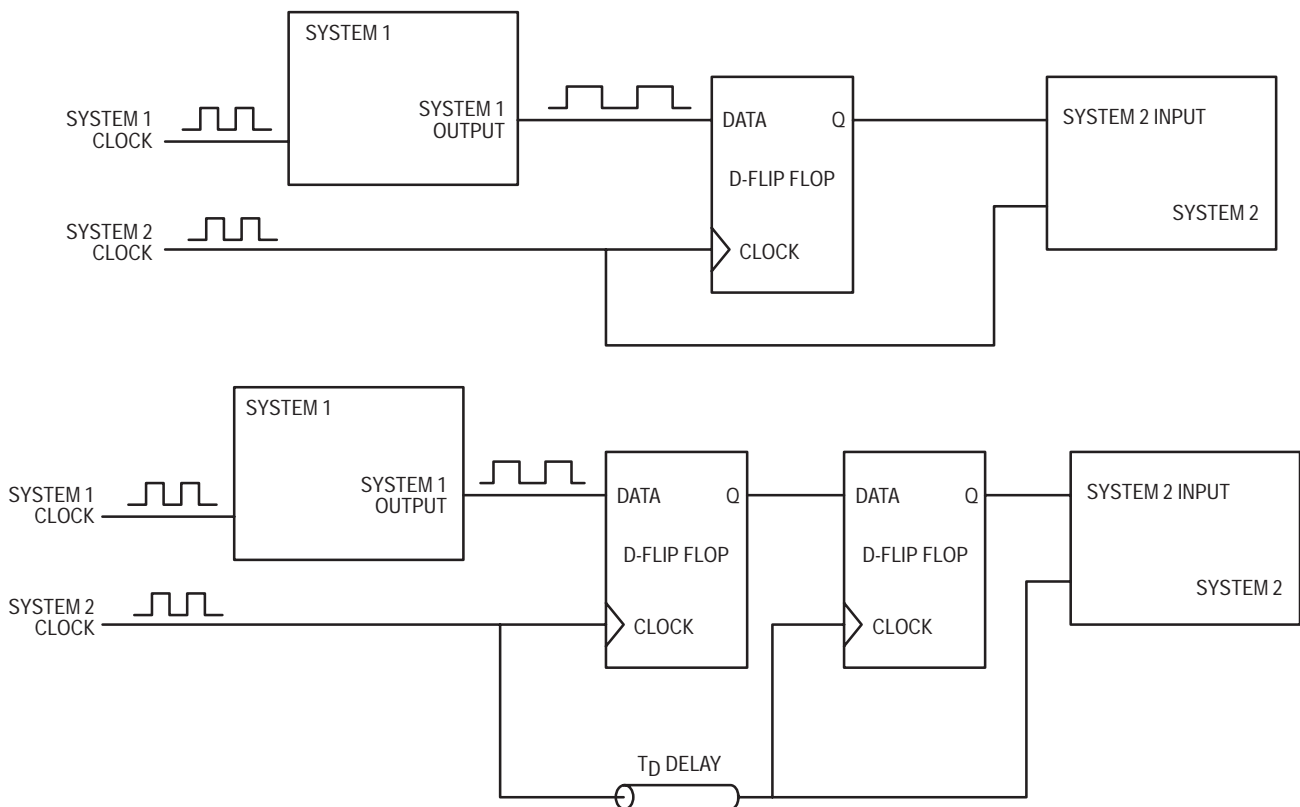 SYSTEM 1
SYSTEM 1
OUTPUT
SYSTEM 1
CLOCK
DATA
Q
D-FLIP FLOP
CLOCK
SYSTEM 2 INPUT
SYSTEM 2
SYSTEM 2
CLOCK
SYSTEM 1
SYSTEM 1
OUTPUT
SYSTEM 1
CLOCK
DATA
Q
D-FLIP FLOP
CLOCK
DATA
Q
D-FLIP FLOP
CLOCK
SYSTEM 2 INPUT
SYSTEM 2
SYSTEM 2
CLOCK
TD DELAY